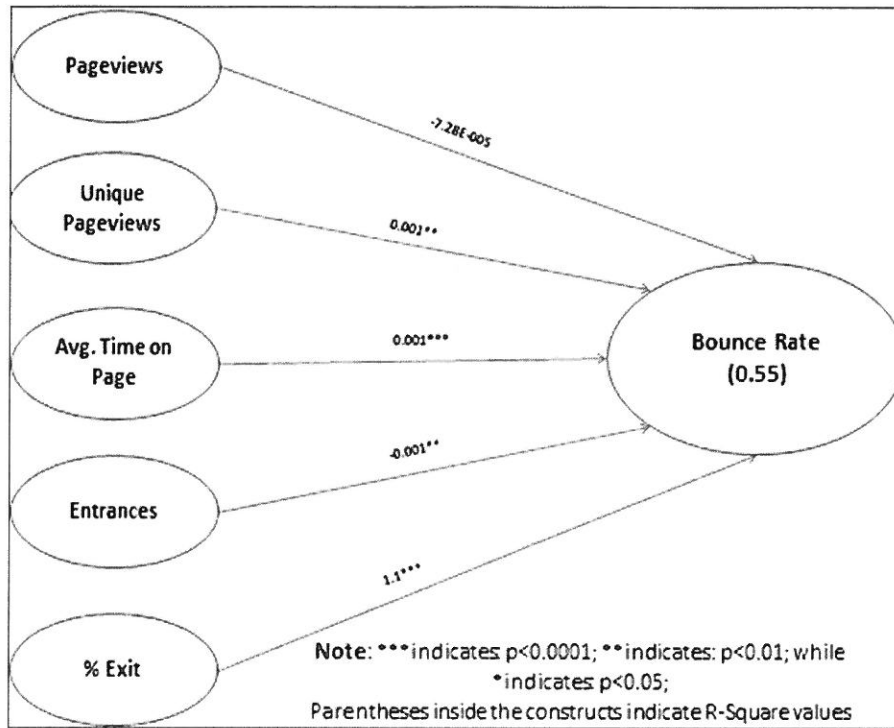 Pageviews
-7.28E-005
Unique
Pageviews
0.001**
Avg. Time on
Page
0.001***
Bounce Rate
(0.55)
Entrances
-0.001**
% Exit
1.1***
Note: *** indicates p<0.0001; ** indicates: p<0.01; while
*indicates p<0.05;
Parentheses inside the constructs indicate R-Square values